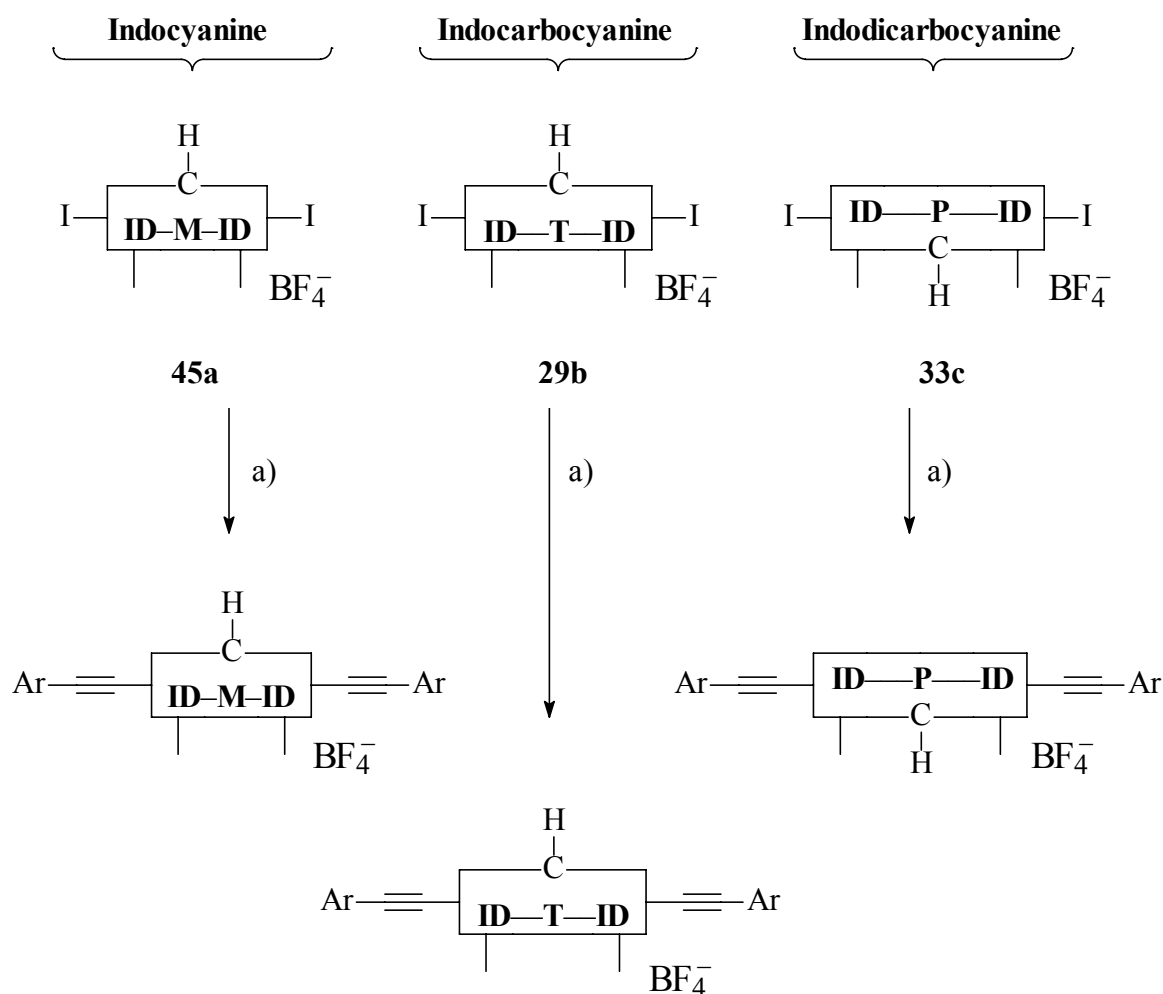 Indocyanine Indocarbocyanine Indodicarbocyanine
H H
C C
I ID–M–ID I I ID—T—ID I I ID—P—ID I
C
H
BF4− BF4− BF4−
45a 29b 33c
a) a) a)
H
C
Ar ID–M–ID Ar Ar ID—P—ID Ar
C
H
BF4− BF4−
H
C
Ar ID—T—ID Ar
BF4−